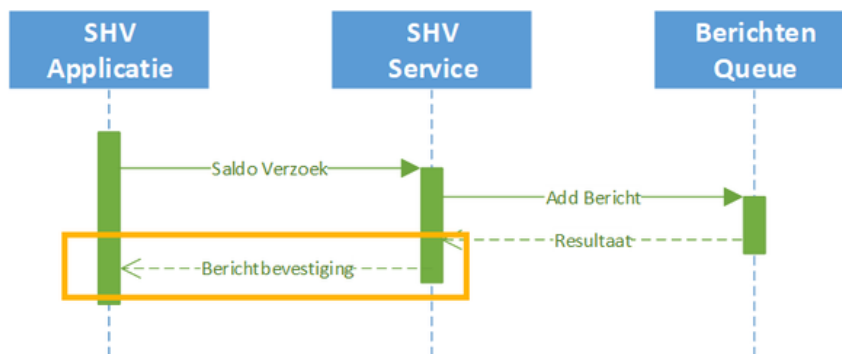 SHV
Applicatie
SHV
Service
Berichten
Queue
Saldo Verzoek
Add Bericht
Resultaat
Berichtbevestiging